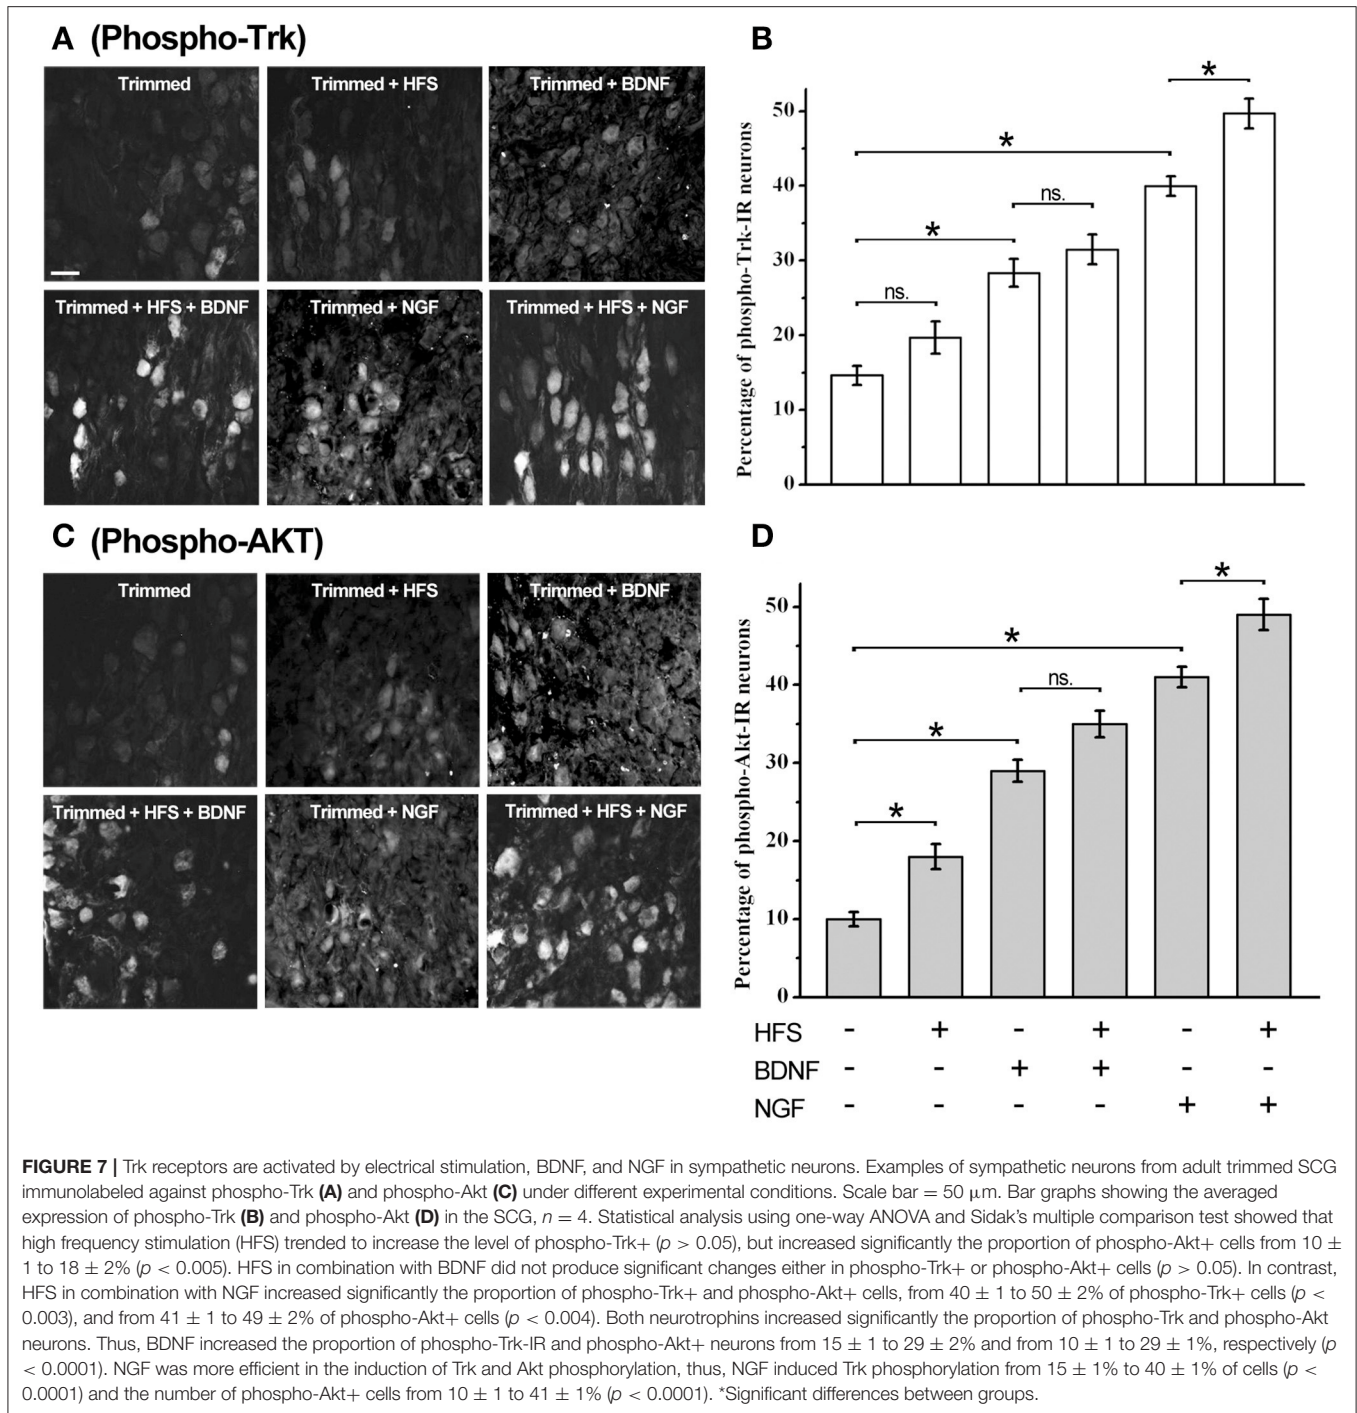 A (Phospho-Trk)
Trimmed
Trimmed + HFS
Trimmed + BDNF
Trimmed + HFS + BDNF
Trimmed + NGF
Trimmed + HFS + NGF
B
Percentage of phospho-Trk-IR neurons
50
40
30
20
10
0
ns.
*
ns.
*
*
C (Phospho-AKT)
Trimmed
Trimmed + HFS
Trimmed + BDNF
Trimmed + HFS + BDNF
Trimmed + NGF
Trimmed + HFS + NGF
D
Percentage of phospho-Akt-IR neurons
50
40
30
20
10
0
*
*
ns.
*
*
HFS - + - + - +
BDNF - - + + - -
NGF - - - - + +
FIGURE 7 | Trk receptors are activated by electrical stimulation, BDNF, and NGF in sympathetic neurons. Examples of sympathetic neurons from adult trimmed SCG
immunolabeled against phospho-Trk (A) and phospho-Akt (C) under different experimental conditions. Scale bar = 50 μm. Bar graphs showing the averaged
expression of phospho-Trk (B) and phospho-Akt (D) in the SCG, n = 4. Statistical analysis using one-way ANOVA and Sidak's multiple comparison test showed that
high frequency stimulation (HFS) trended to increase the level of phospho-Trk+ (p > 0.05), but increased significantly the proportion of phospho-Akt+ cells from 10 ±
1 to 18 ± 2% (p < 0.005). HFS in combination with BDNF did not produce significant changes either in phospho-Trk+ or phospho-Akt+ cells (p > 0.05). In contrast,
HFS in combination with NGF increased significantly the proportion of phospho-Trk+ and phospho-Akt+ cells, from 40 ± 1 to 50 ± 2% of phospho-Trk+ cells (p <
0.003), and from 41 ± 1 to 49 ± 2% of phospho-Akt+ cells (p < 0.004). Both neurotrophins increased significantly the proportion of phospho-Trk and phospho-Akt
neurons. Thus, BDNF increased the proportion of phospho-Trk-IR and phospho-Akt+ neurons from 15 ± 1 to 29 ± 2% and from 10 ± 1 to 29 ± 1%, respectively (p
< 0.0001). NGF was more efficient in the induction of Trk and Akt phosphorylation, thus, NGF induced Trk phosphorylation from 15 ± 1% to 40 ± 1% of cells (p <
0.0001) and the number of phospho-Akt+ cells from 10 ± 1 to 41 ± 1% (p < 0.0001). *Significant differences between groups.